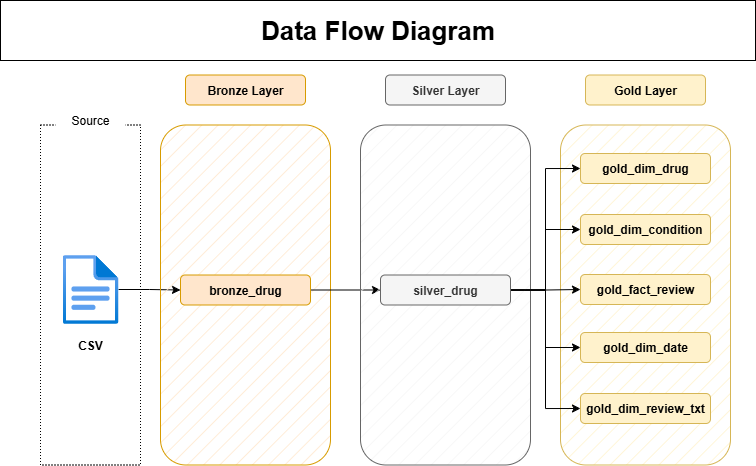 Data Flow Diagram
Bronze Layer
Silver Layer
Gold Layer
Source
CSV
bronze_drug
silver_drug
gold_dim_drug
gold_dim_condition
gold_fact_review
gold_dim_date
gold_dim_review_txt